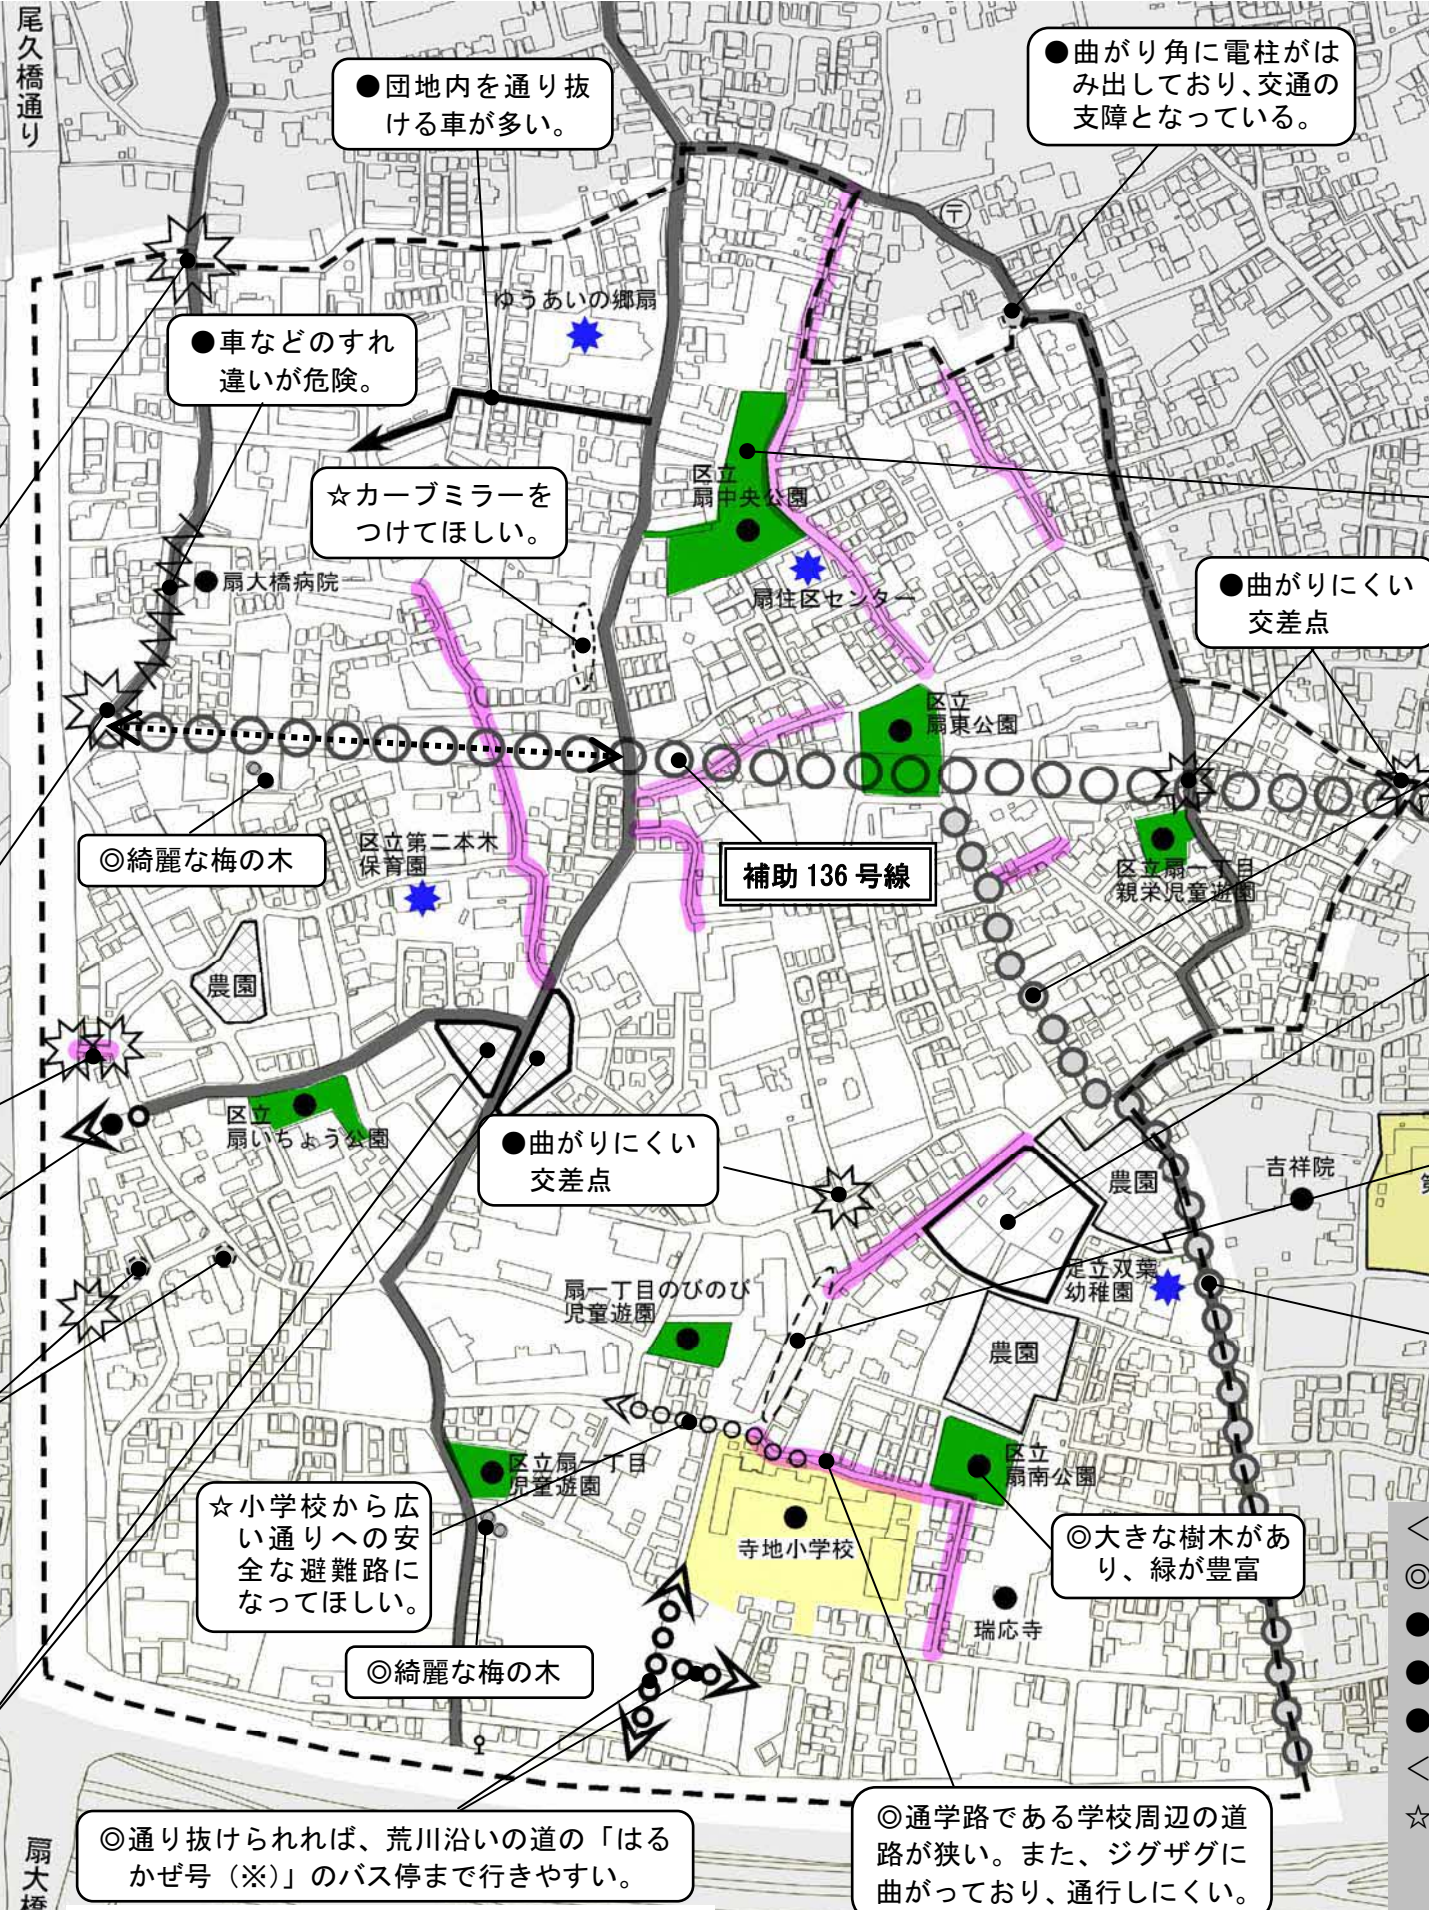 尾久橋通り
●団地内を通り抜
ける車が多い。
●曲がり角に電柱がは
み出しており、交通の
支障となっている。
〒
ゆうあいの郷扇
●車などのすれ
違いが危険。
☆カーブミラーを
つけてほしい。
区立
扇中央公園
扇大橋病院
扇住区センター
●曲がりにくい
交差点
区立
扇東公園
◎綺麗な梅の木
区立第二本木
保育園
補助 136 号線
区立扇一丁目
親栄児童遊園
農園
区立
扇いちょう公園
●曲がりにくい
交差点
農園
吉祥院
足立双葉
幼稚園
扇一丁目のびのび
児童遊園
農園
区立扇一丁目
児童遊園
区立
扇南公園
☆小学校から広
い通りへの安
全な避難路に
なってほしい。
寺地小学校
◎大きな樹木があ
り、緑が豊富
瑞応寺
◎綺麗な梅の木
◎通り抜けられれば、荒川沿いの道の「はる
かぜ号（※）」のバス停まで行きやすい。
◎通学路である学校周辺の道
路が狭い。また、ジグザグに
曲がっており、通行しにくい。
扇大橋
<
◎
●
●
●
<
☆